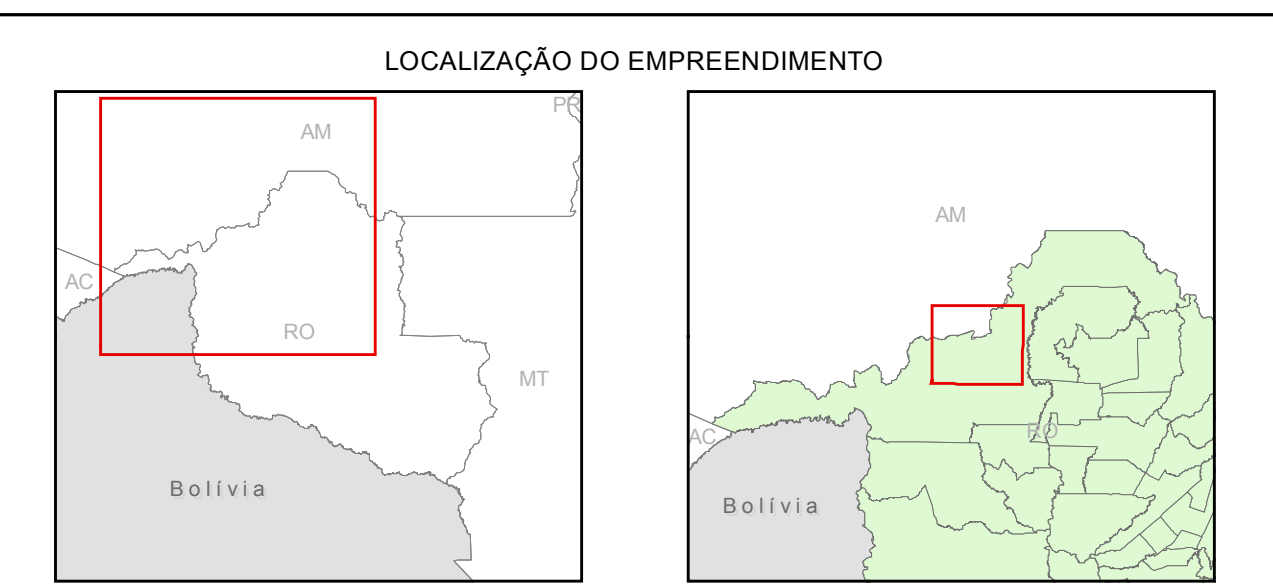 LOCALIZAÇÃO DO EMPREENDIMENTO
PR
AM
AC
RO
MT
Bolívia
AM
AC
RO
Bolívia